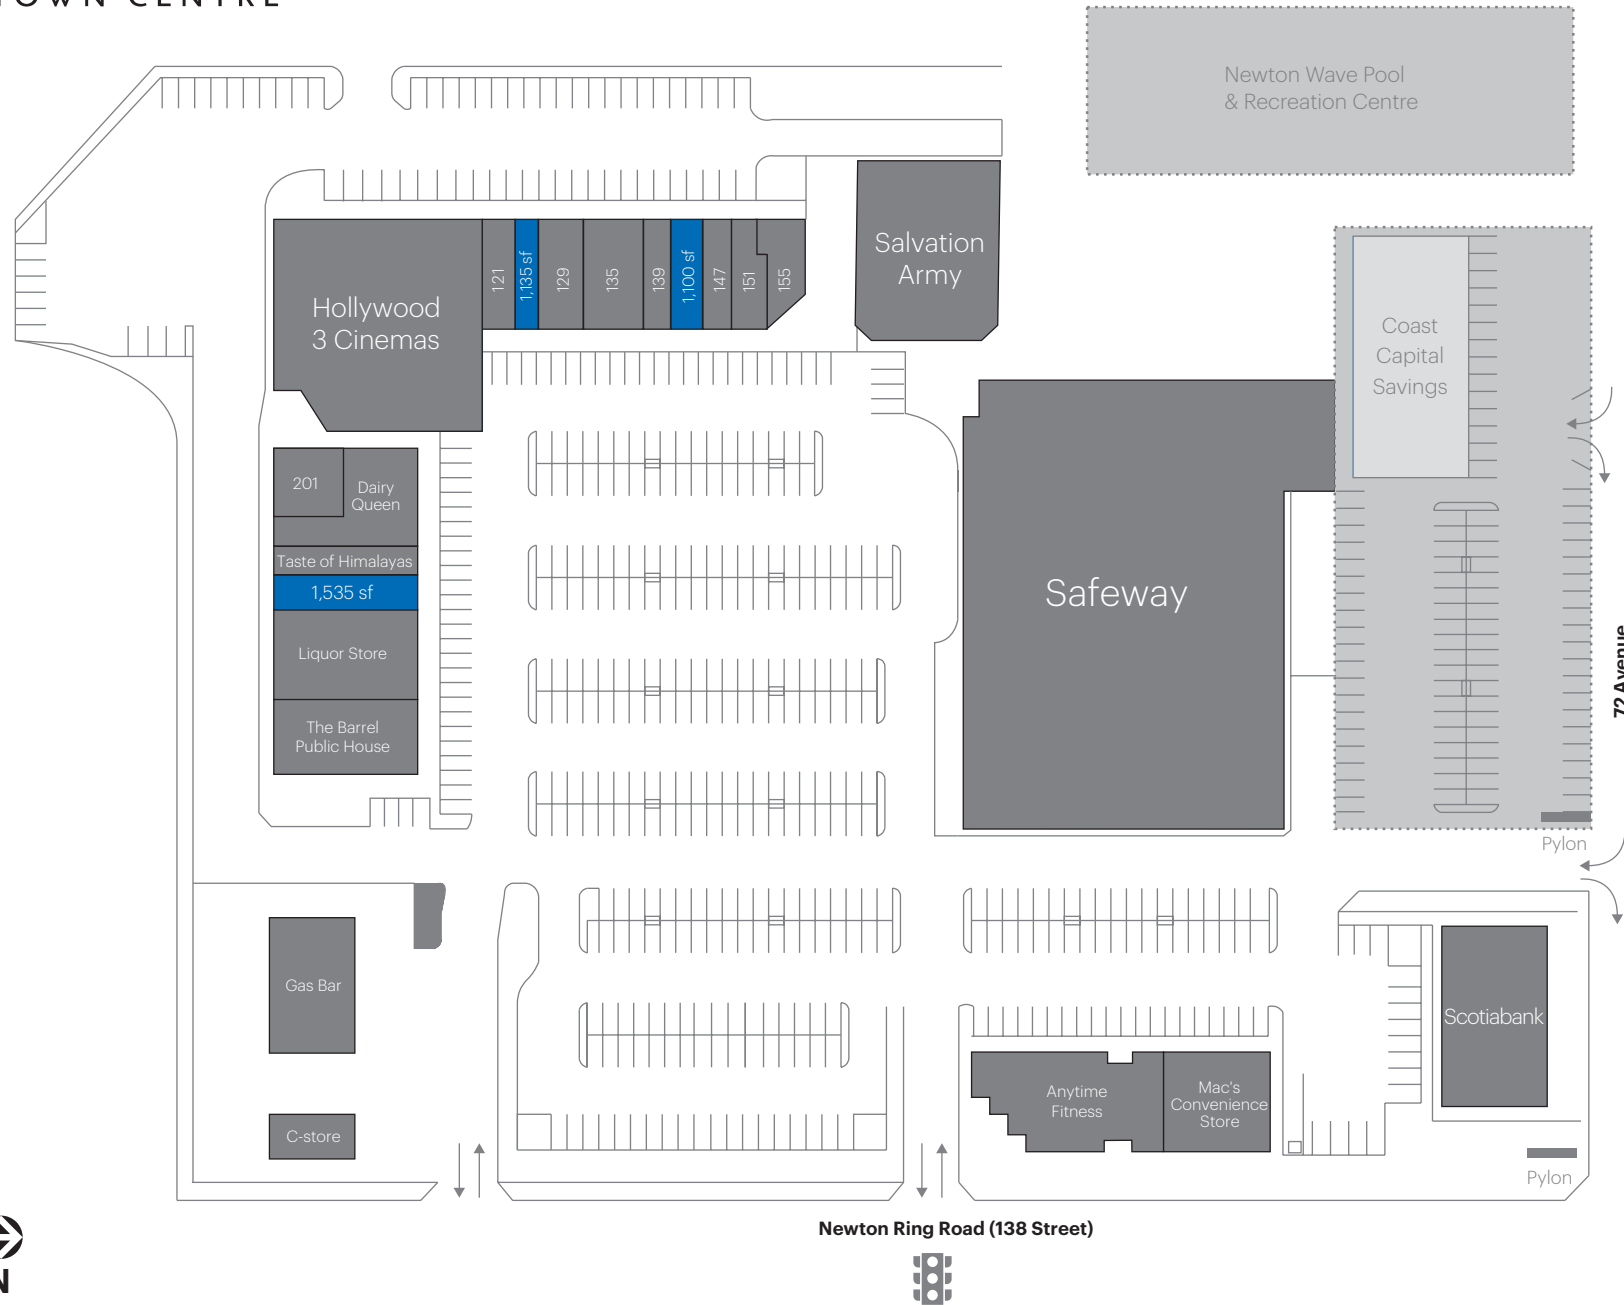 TOWN CENTRE
Newton Wave Pool
& Recreation Centre
Hollywood
3 Cinemas
121
1,135 sf
129
135
139
1,100 sf
147
151
155
Salvation
Army
Coast
Capital
Savings
201
Dairy
Queen
Taste of Himalayas
1,535 sf
Liquor Store
The Barrel
Public House
Safeway
72 Avenue
Pylon
Gas Bar
C-store
Anytime
Fitness
Mac's
Convenience
Store
Scotiabank
Pylon
Newton Ring Road (138 Street)
N